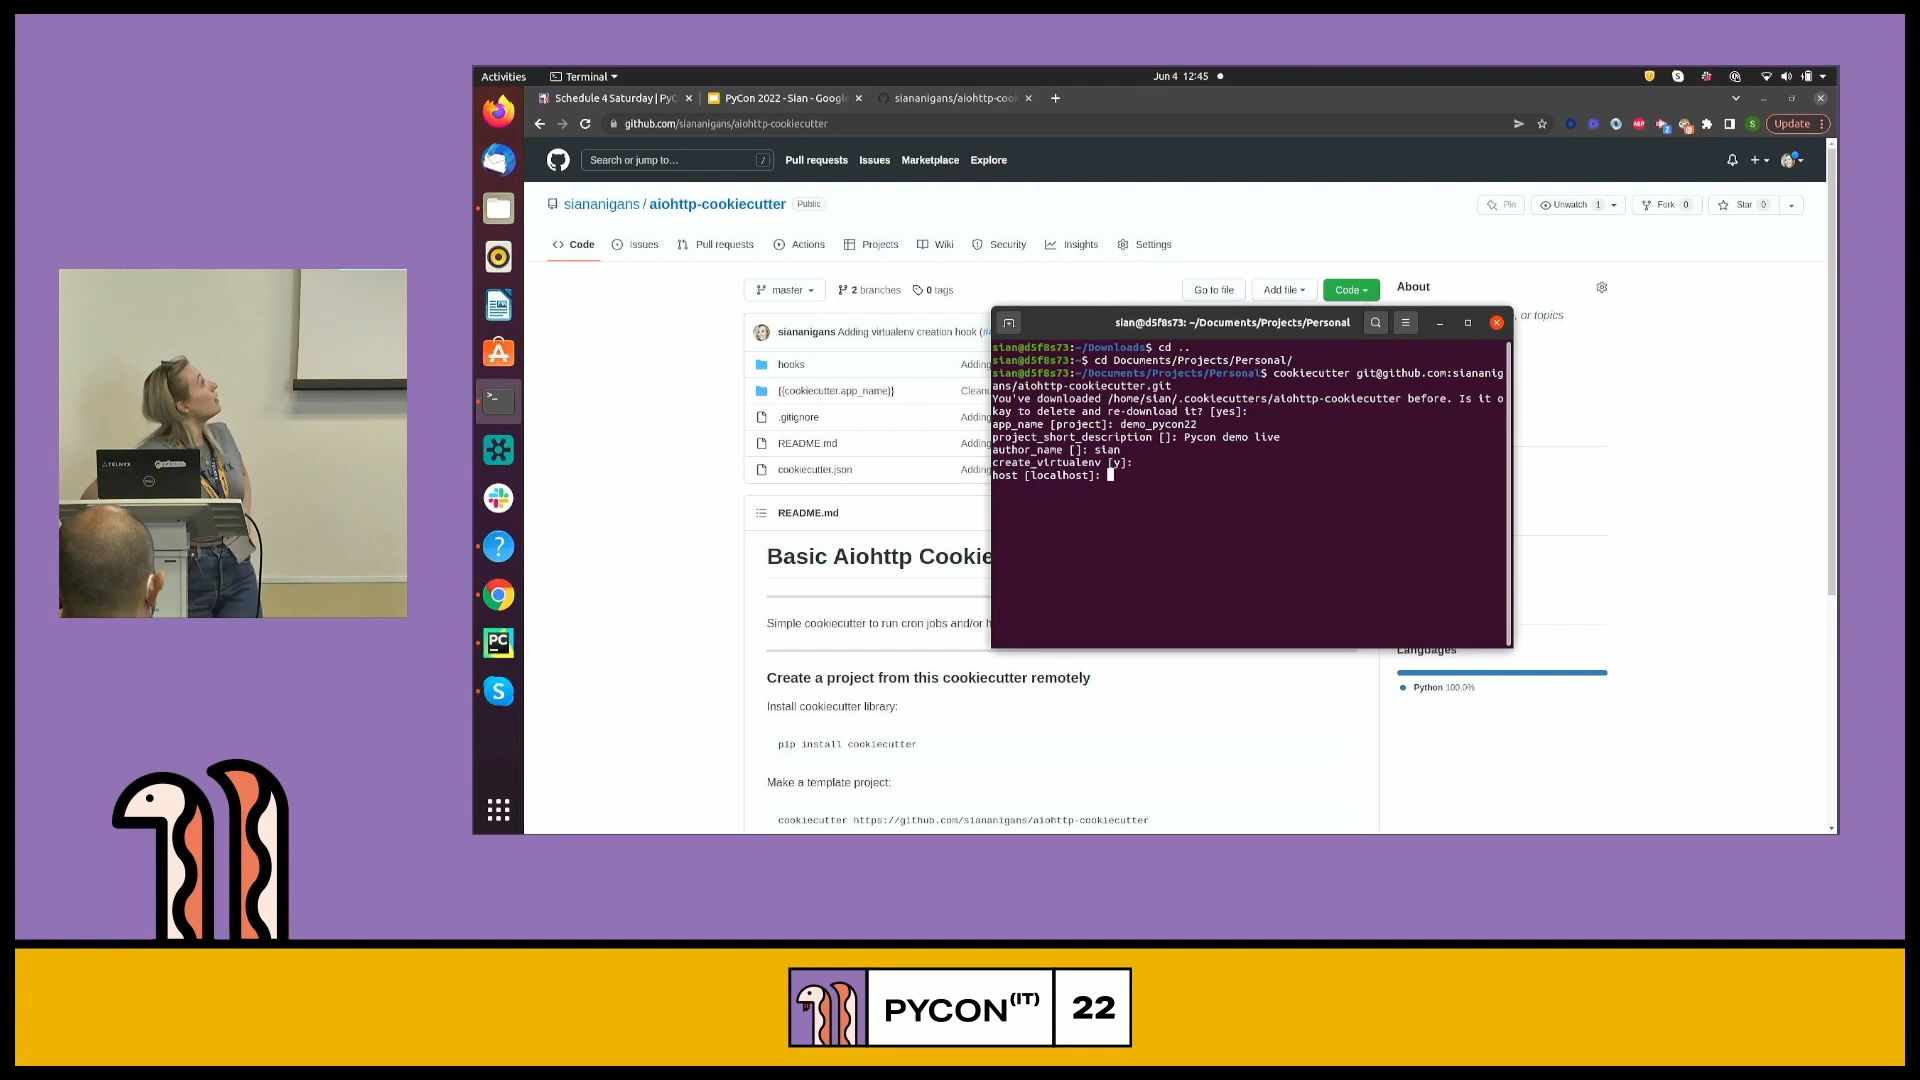 Activities
Terminal
Jun 4 12:45
Schedule 4 Saturday | PyC
PyCon 2022 - Sian - Google
siananigans/aiohttp-cook
github.com/siananigans/aiohttp-cookiecutter
Update
Search or jump to...
/
Pull requests
Issues
Marketplace
Explore
siananigans / aiohttp-cookiecutter
Public
Pin
Unwatch 1
Fork 0
Star 0
Code
Issues
Pull requests
Actions
Projects
Wiki
Security
Insights
Settings
master
2 branches
0 tags
Go to file
Add file
Code
About
, or topics
siananigans Adding virtualenv creation hook (#
hooks
Adding
{{cookiecutter.app_name}}
Clean
.gitignore
Adding
README.md
Adding
cookiecutter.json
Adding
README.md
Basic Aiohttp Cookie
Simple cookiecutter to run cron jobs and/or h
Create a project from this cookiecutter remotely
Install cookiecutter library:
pip install cookiecutter
Make a template project:
cookiecutter https://github.com/siananigans/aiohttp-cookiecutter
Languages
Python 100.0%
sian@d5f8s73: ~/Documents/Projects/Personal
sian@d5f8s73:~/Downloads$ cd ..
sian@d5f8s73:~$ cd Documents/Projects/Personal/
sian@d5f8s73:~/Documents/Projects/Personal$ cookiecutter git@github.com:siananig
ans/aiohttp-cookiecutter.git
You've downloaded /home/sian/.cookiecutters/aiohttp-cookiecutter before. Is it o
kay to delete and re-download it? [yes]:
app_name [project]: demo_pycon22
project_short_description []: Pycon demo live
author_name []: sian
create_virtualenv [y]:
host [localhost]:
TELNYX
DELL
PYCON(IT)
22